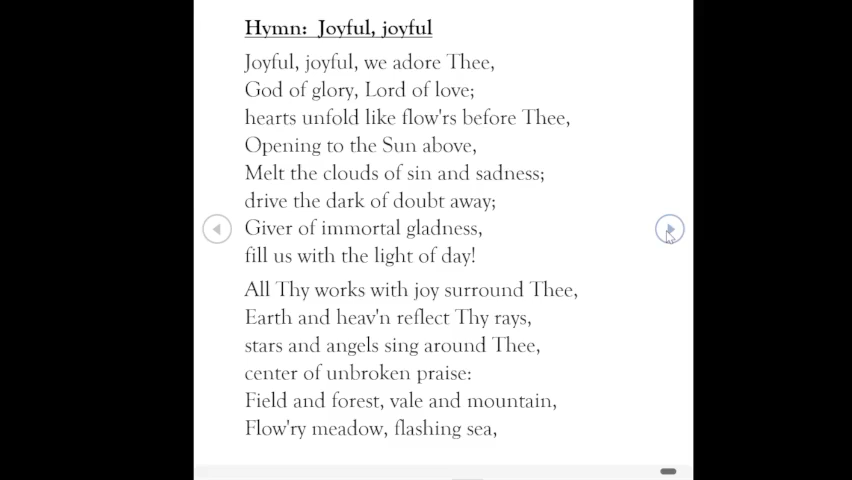 Hymn: Joyful, joyful
Joyful, joyful, we adore Thee,
God of glory, Lord of love;
hearts unfold like flow'rs before Thee,
Opening to the Sun above,
Melt the clouds of sin and sadness;
drive the dark of doubt away;
Giver of immortal gladness,
fill us with the light of day!
All Thy works with joy surround Thee,
Earth and heav'n reflect Thy rays,
stars and angels sing around Thee,
center of unbroken praise:
Field and forest, vale and mountain,
Flow'ry meadow, flashing sea,